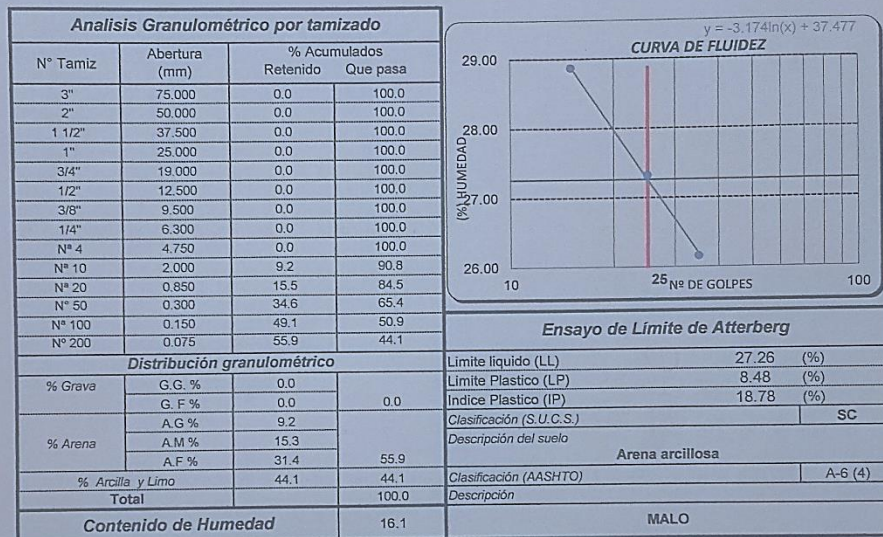 Analisis Granulométrico por tamizado
N° Tamiz Abertura (mm) % Acumulados
Retenido Que pasa
3" 75.000 0.0 100.0
2" 50.000 0.0 100.0
1 1/2" 37.500 0.0 100.0
1" 25.000 0.0 100.0
3/4" 19.000 0.0 100.0
1/2" 12.500 0.0 100.0
3/8" 9.500 0.0 100.0
1/4" 6.300 0.0 100.0
Nª 4 4.750 0.0 100.0
Nª 10 2.000 9.2 90.8
Nª 20 0.850 15.5 84.5
N° 50 0.300 34.6 65.4
Nª 100 0.150 49.1 50.9
Nº 200 0.075 55.9 44.1
Distribución granulométrico
% Grava G.G. % 0.0
G. F % 0.0 0.0
% Arena A.G % 9.2
A.M % 15.3
A.F % 31.4 55.9
% Arcilla y Limo 44.1 44.1
Total 100.0
Contenido de Humedad 16.1
y = -3.174ln(x) + 37.477
CURVA DE FLUIDEZ
29.00
28.00
27.00
26.00
(%) HUMEDAD
10 25 Nº DE GOLPES 100
Ensayo de Límite de Atterberg
Limite liquido (LL) 27.26 (%)
Limite Plastico (LP) 8.48 (%)
Indice Plastico (IP) 18.78 (%)
Clasificación (S.U.C.S.) SC
Descripción del suelo
Arena arcillosa
Clasificación (AASHTO) A-6 (4)
Descripción
MALO